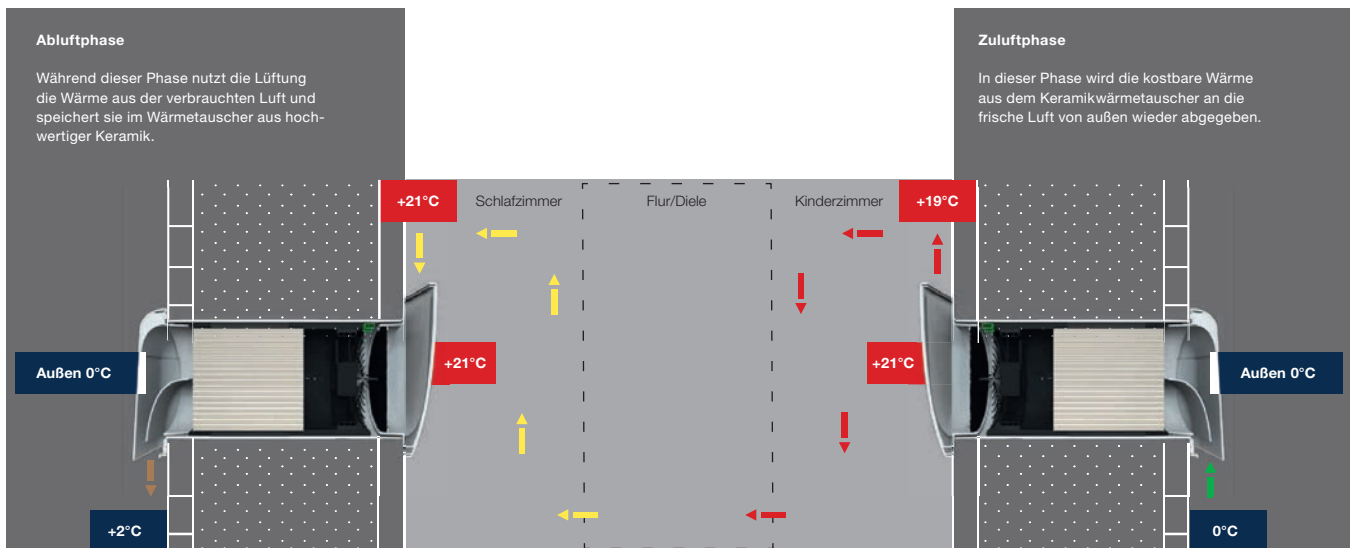 Abluftphase
Während dieser Phase nutzt die Lüftung
die Wärme aus der verbrauchten Luft und
speichert sie im Wärmetauscher aus hoch-
wertiger Keramik.
Zuluftphase
In dieser Phase wird die kostbare Wärme
aus dem Keramikwärmetauscher an die
frische Luft von außen wieder abgegeben.
+21°C
Schlafzimmer
Flur/Diele
Kinderzimmer
+19°C
Außen 0°C
+21°C
+21°C
Außen 0°C
+2°C
0°C